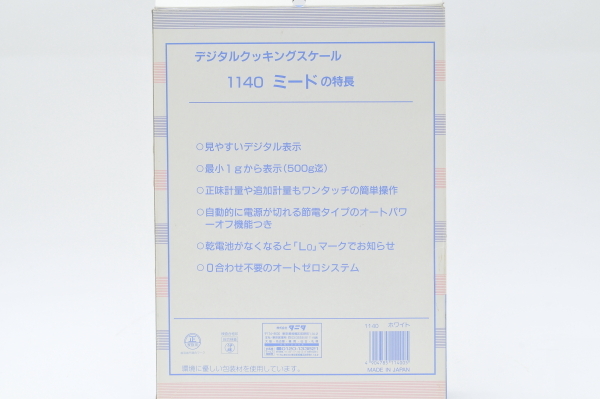 デジタルクッキングスケール
1140 ミードの特長
○見やすいデジタル表示
○最小1gから表示(500g迄)
○正味計量や追加計量もワンタッチの簡単操作
○自動的に電源が切れる節電タイプのオートパワ
ーオフ機能つき
○乾電池がなくなると「Lo」マークでお知らせ
○0合わせ不要のオートゼロシステム
タニタ
1140 ホワイト
MADE IN JAPAN
環境に優しい包装材を使用しています。